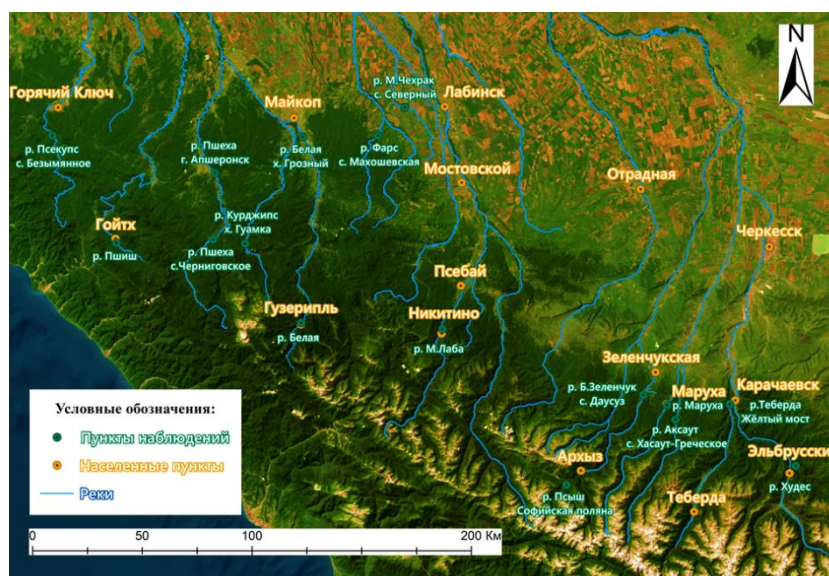 N
Горячий Ключ
Майкоп
р. М.Чехрак
с. Северный
Лабинск
р. Псекупс
с. Безымянное
р. Пшеха
г. Апшеронск
р. Белая
х. Грозный
р. Фарс
с. Махошевская
Мостовской
Отрадная
Гойтх
р. Пшиш
р. Курджипс
х. Гуамка
р. Пшеха
с.Черниговское
Черкесск
Псебай
Гузерипль
р. Белая
Никитино
р. М.Лаба
Зеленчукская
р. Б.Зеленчук
с. Даусуз
Маруха
р. Маруха
Карачаевск
р.Теберда
Жёлтый мост
р. Аксаут
с. Хасаут-Греческое
Архыз
Эльбрусски
р. Худес
р. Псыш
Софийская поляна
Теберда
Условные обозначения:
Пункты наблюдений
Населенные пункты
Реки
0 50 100 200 Км